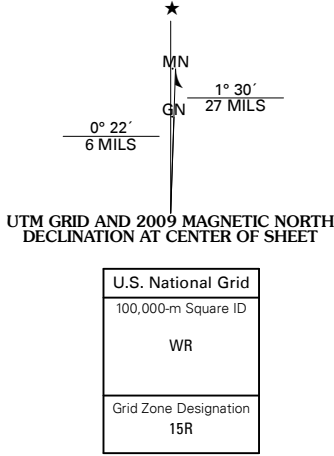 ★
MN
1° 30´
27 MILS
GN
0° 22´
6 MILS
UTM GRID AND 2009 MAGNETIC NORTH
DECLINATION AT CENTER OF SHEET
U.S. National Grid
100,000-m Square ID
WR
Grid Zone Designation
15R